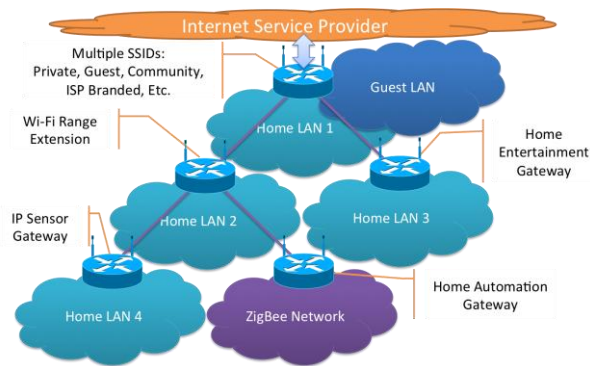 Internet Service Provider
Multiple SSIDs:
Private, Guest, Community,
ISP Branded, Etc.
Guest LAN
Wi-Fi Range
Extension
Home LAN 1
Home
Entertainment
Gateway
Home LAN 2
Home LAN 3
IP Sensor
Gateway
Home Automation
Gateway
Home LAN 4
ZigBee Network